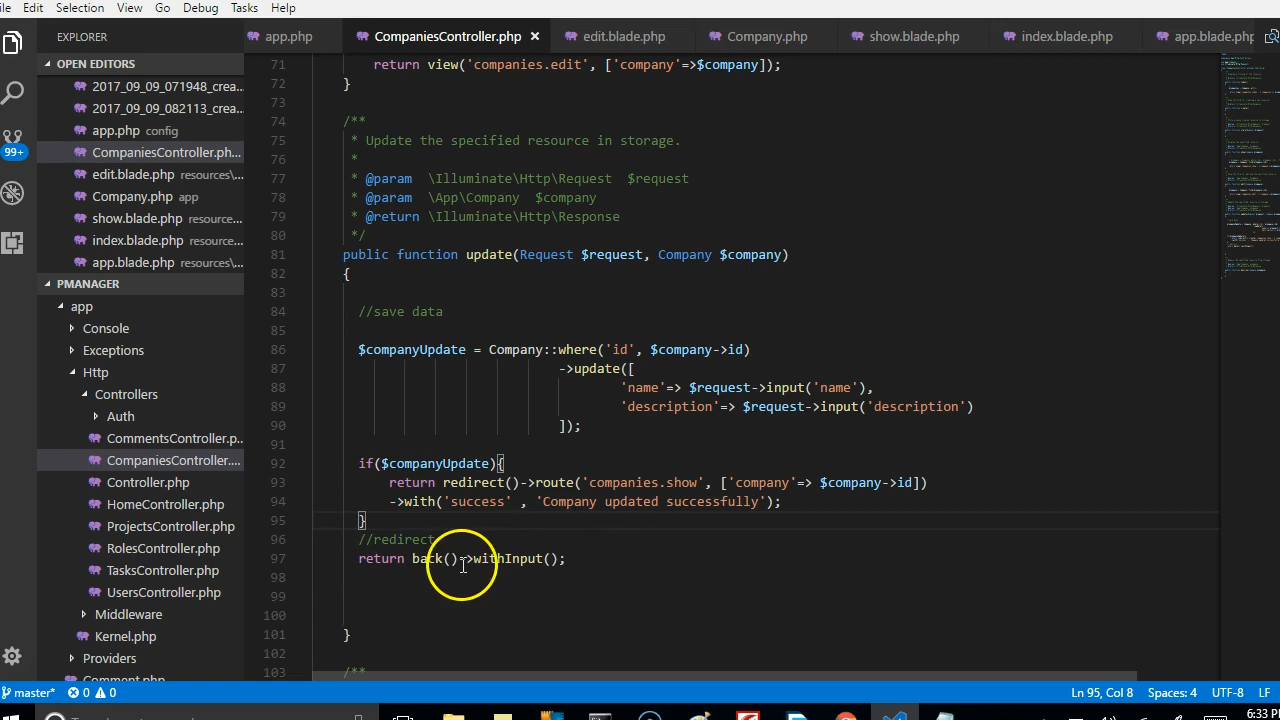 ile Edit Selection View Go Debug Tasks Help
EXPLORER
app.php CompaniesController.php × edit.blade.php Company.php show.blade.php index.blade.php app.blade.php
OPEN EDITORS
2017_09_09_071948_crea...
2017_09_09_082113_crea...
app.php config
CompaniesController.ph...
edit.blade.php resources\...
Company.php app
show.blade.php resource...
index.blade.php resource...
app.blade.php resources\...
PMANAGER
app
Console
Exceptions
Http
Controllers
Auth
CommentsController.p...
CompaniesController....
Controller.php
HomeController.php
ProjectsController.php
RolesController.php
TasksController.php
UsersController.php
Middleware
Kernel.php
Providers
Comment.php
99+
71 return view('companies.edit', ['company'=>$company]);
72 }
73
74 /**
75 * Update the specified resource in storage.
76 *
77 * @param \Illuminate\Http\Request $request
78 * @param \App\Company $company
79 * @return \Illuminate\Http\Response
80 */
81 public function update(Request $request, Company $company)
82 {
83
84 //save data
85
86 $companyUpdate = Company::where('id', $company->id)
87 ->update([
88 'name'=> $request->input('name'),
89 'description'=> $request->input('description')
90 ]);
91
92 if($companyUpdate){
93 return redirect()->route('companies.show', ['company'=> $company->id])
94 ->with('success' , 'Company updated successfully');
95 }
96 //redirect
97 return back()->withInput();
98
99
100
101 }
102
103 /**
master* 0 0 Ln 95, Col 8 Spaces: 4 UTF-8 LF
6:33 P